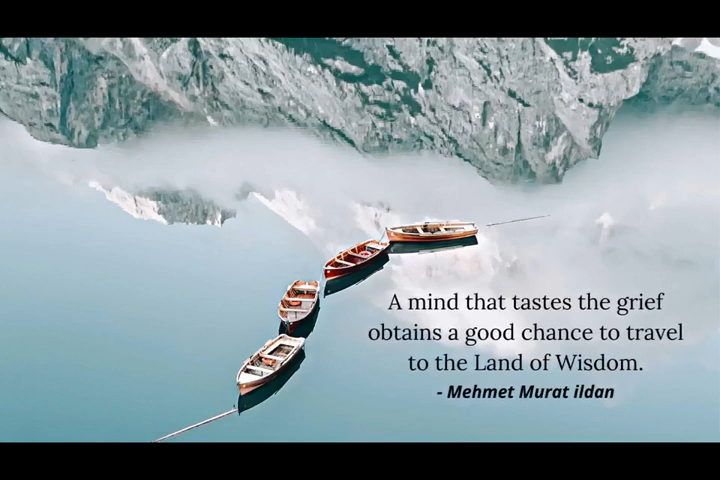 A mind that tastes the grief
obtains a good chance to travel
to the Land of Wisdom.
- Mehmet Murat ildan